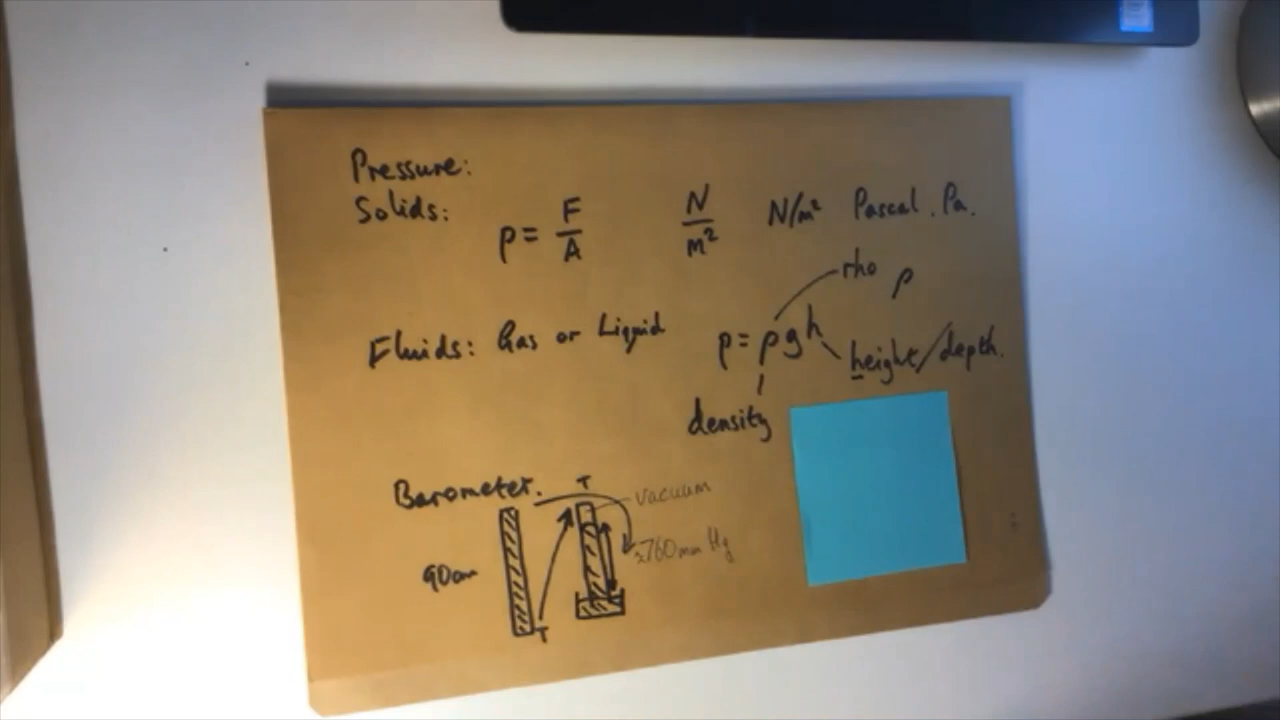 Pressure:
Solids: p = F/A N/m² N/m² Pascal . Pa.
rho ρ
Fluids: Gas or Liquid p = ρgh
height/depth.
density
Barometer. T
vacuum
≈760mm Hg
90cm
T